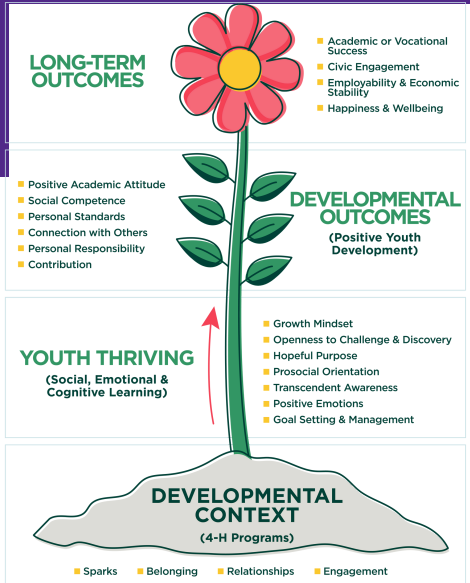 LONG-TERM
OUTCOMES
Academic or Vocational
Success
Civic Engagement
Employability & Economic
Stability
Happiness & Wellbeing
Positive Academic Attitude
Social Competence
Personal Standards
Connection with Others
Personal Responsibility
Contribution
DEVELOPMENTAL
OUTCOMES
(Positive Youth
Development)
YOUTH THRIVING
(Social, Emotional &
Cognitive Learning)
Growth Mindset
Openness to Challenge & Discovery
Hopeful Purpose
Prosocial Orientation
Transcendent Awareness
Positive Emotions
Goal Setting & Management
DEVELOPMENTAL
CONTEXT
(4-H Programs)
Sparks Belonging Relationships Engagement